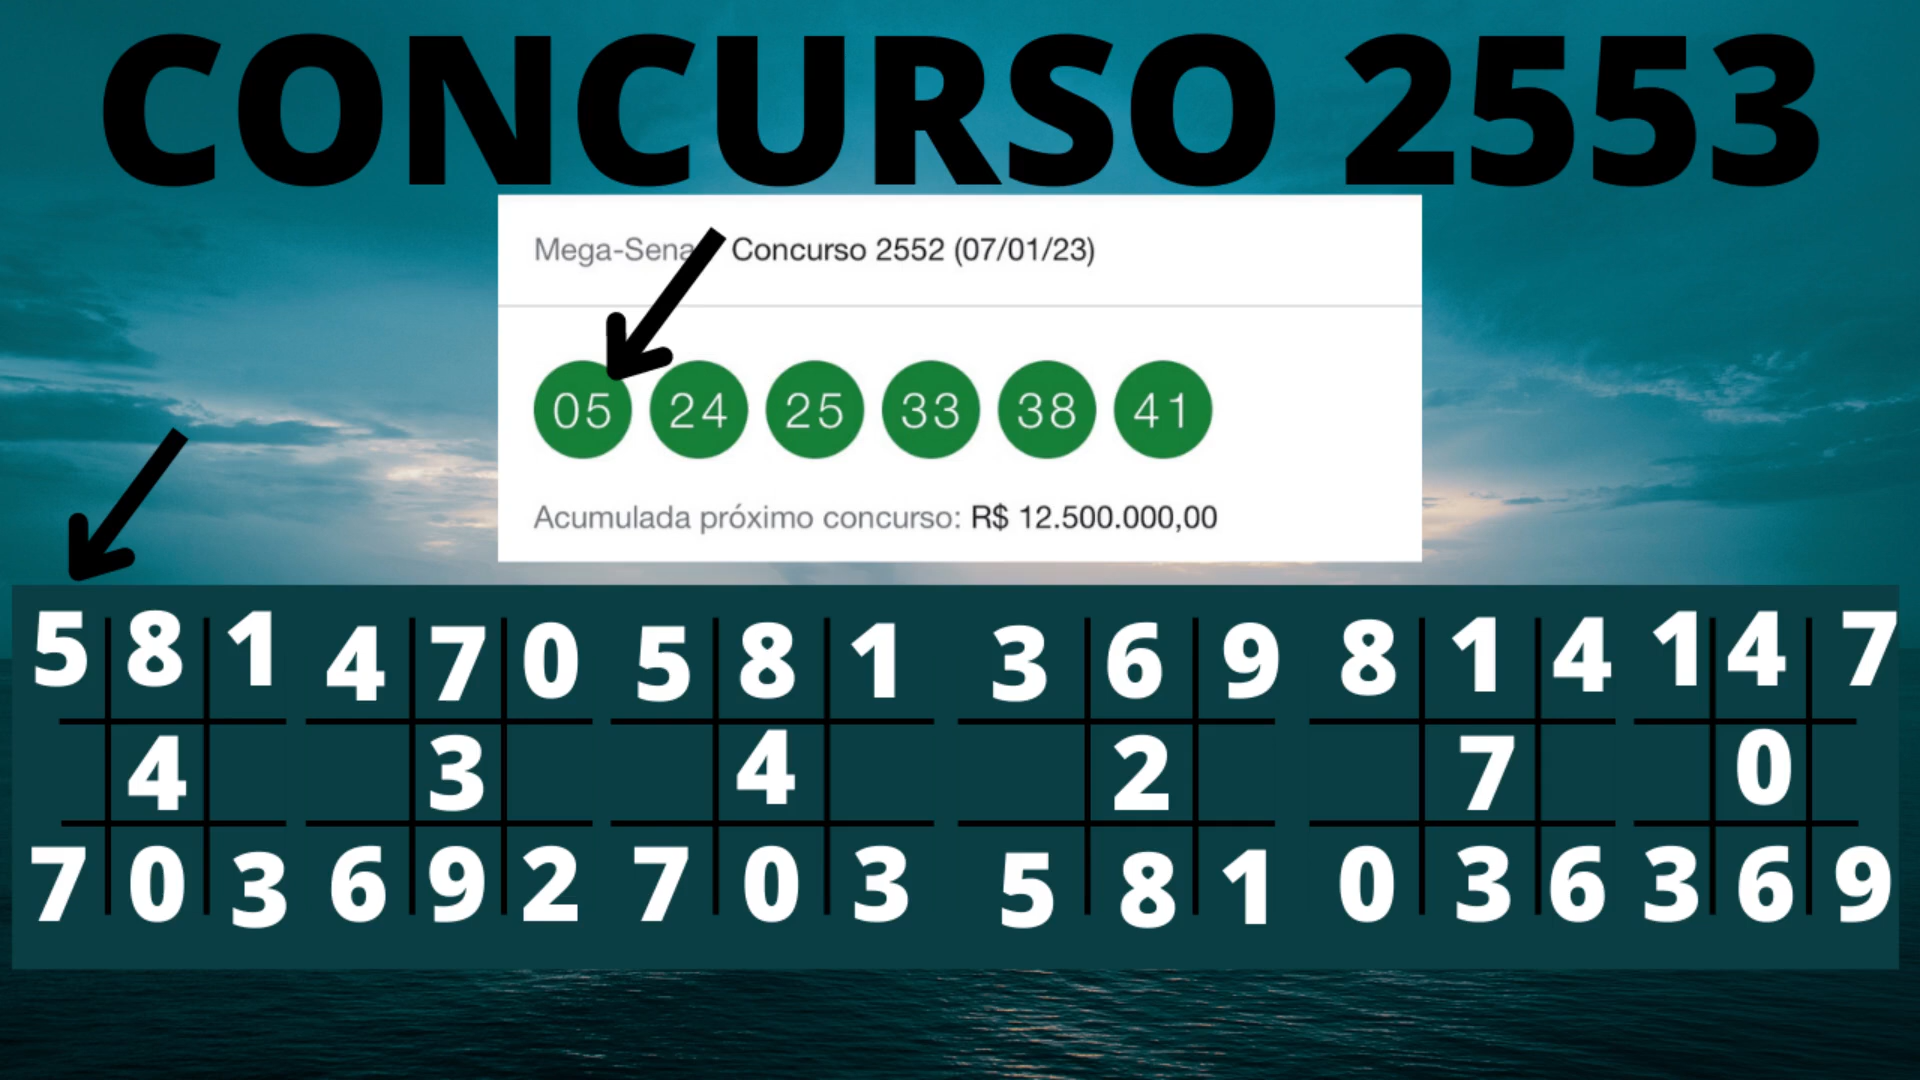 CONCURSO 2553
Mega-Sena Concurso 2552 (07/01/23)
05 24 25 33 38 41
Acumulada próximo concurso: R$ 12.500.000,00
5 8 1 4 7 0 5 8 1 3 6 9 8 1 4 1 4 7
4 3 4 2 7 0
7 0 3 6 9 2 7 0 3 5 8 1 0 3 6 3 6 9